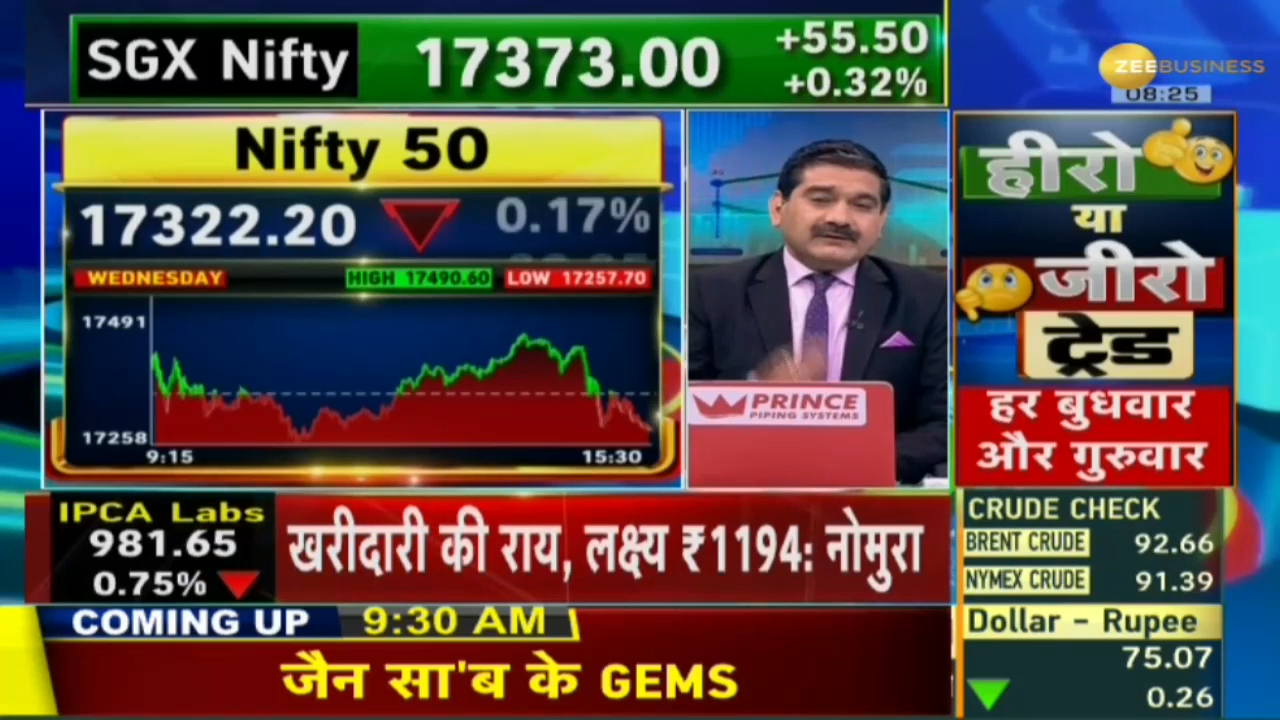 SGX Nifty
17373.00
+55.50
+0.32%
ZEEBUSINESS
08:25
Nifty 50
17322.20
0.17%
WEDNESDAY
HIGH 17490.60
LOW 17257.70
17491
17258
9:15
15:30
PRINCE
PIPING SYSTEMS
हीरो
या
जीरो
ट्रेड
हर बुधवार
और गुरुवार
IPCA Labs
981.65
0.75%
खरीदारी की राय, लक्ष्य ₹1194: नोमुरा
CRUDE CHECK
BRENT CRUDE 92.66
NYMEX CRUDE 91.39
Dollar - Rupee
75.07
0.26
COMING UP 9:30 AM
जैन सा'ब के GEMS